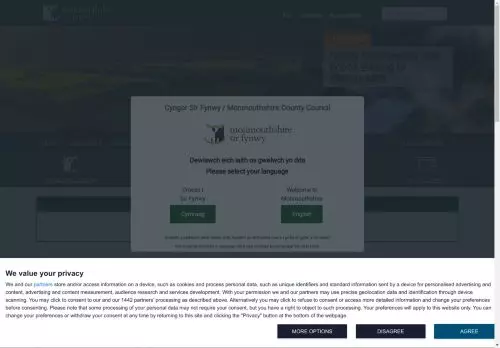 monmouthshire
Cyngor Sir Fynwy / Monmouthshire County Council
monmouthshire
sir fynwy
Dewiswch eich iaith os gwelwch yn dda
Please select your language
Croeso i
Sir Fynwy
Welcome to
Monmouthshire
Cymraeg
English
We value your privacy
We and our partners store and/or access information on a device, such as cookies and process personal data, such as unique identifiers and standard information sent by a device for personalised advertising and
content, advertising and content measurement, audience research and services development. With your permission we and our partners may use precise geolocation data and identification through device
scanning. You may click to consent to our and our 1442 partners' processing as described above. Alternatively you may click to refuse to consent or access more detailed information and change your preferences
before consenting. Please note that some processing of your personal data may not require your consent, but you have a right to object to such processing. Your preferences will apply to this website only. You can
change your preferences or withdraw your consent at any time by returning to this site and clicking the "Privacy" button at the bottom of the webpage.
MORE OPTIONS
DISAGREE
AGREE